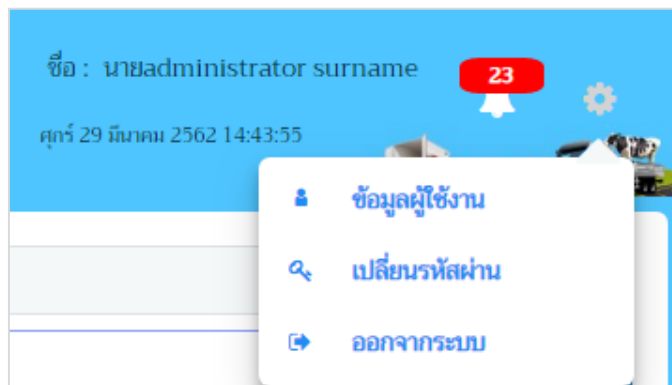 ชื่อ : นายadministrator surname
23
ศุกร์ 29 มีนาคม 2562 14:43:55
ข้อมูลผู้ใช้งาน
เปลี่ยนรหัสผ่าน
ออกจากระบบ